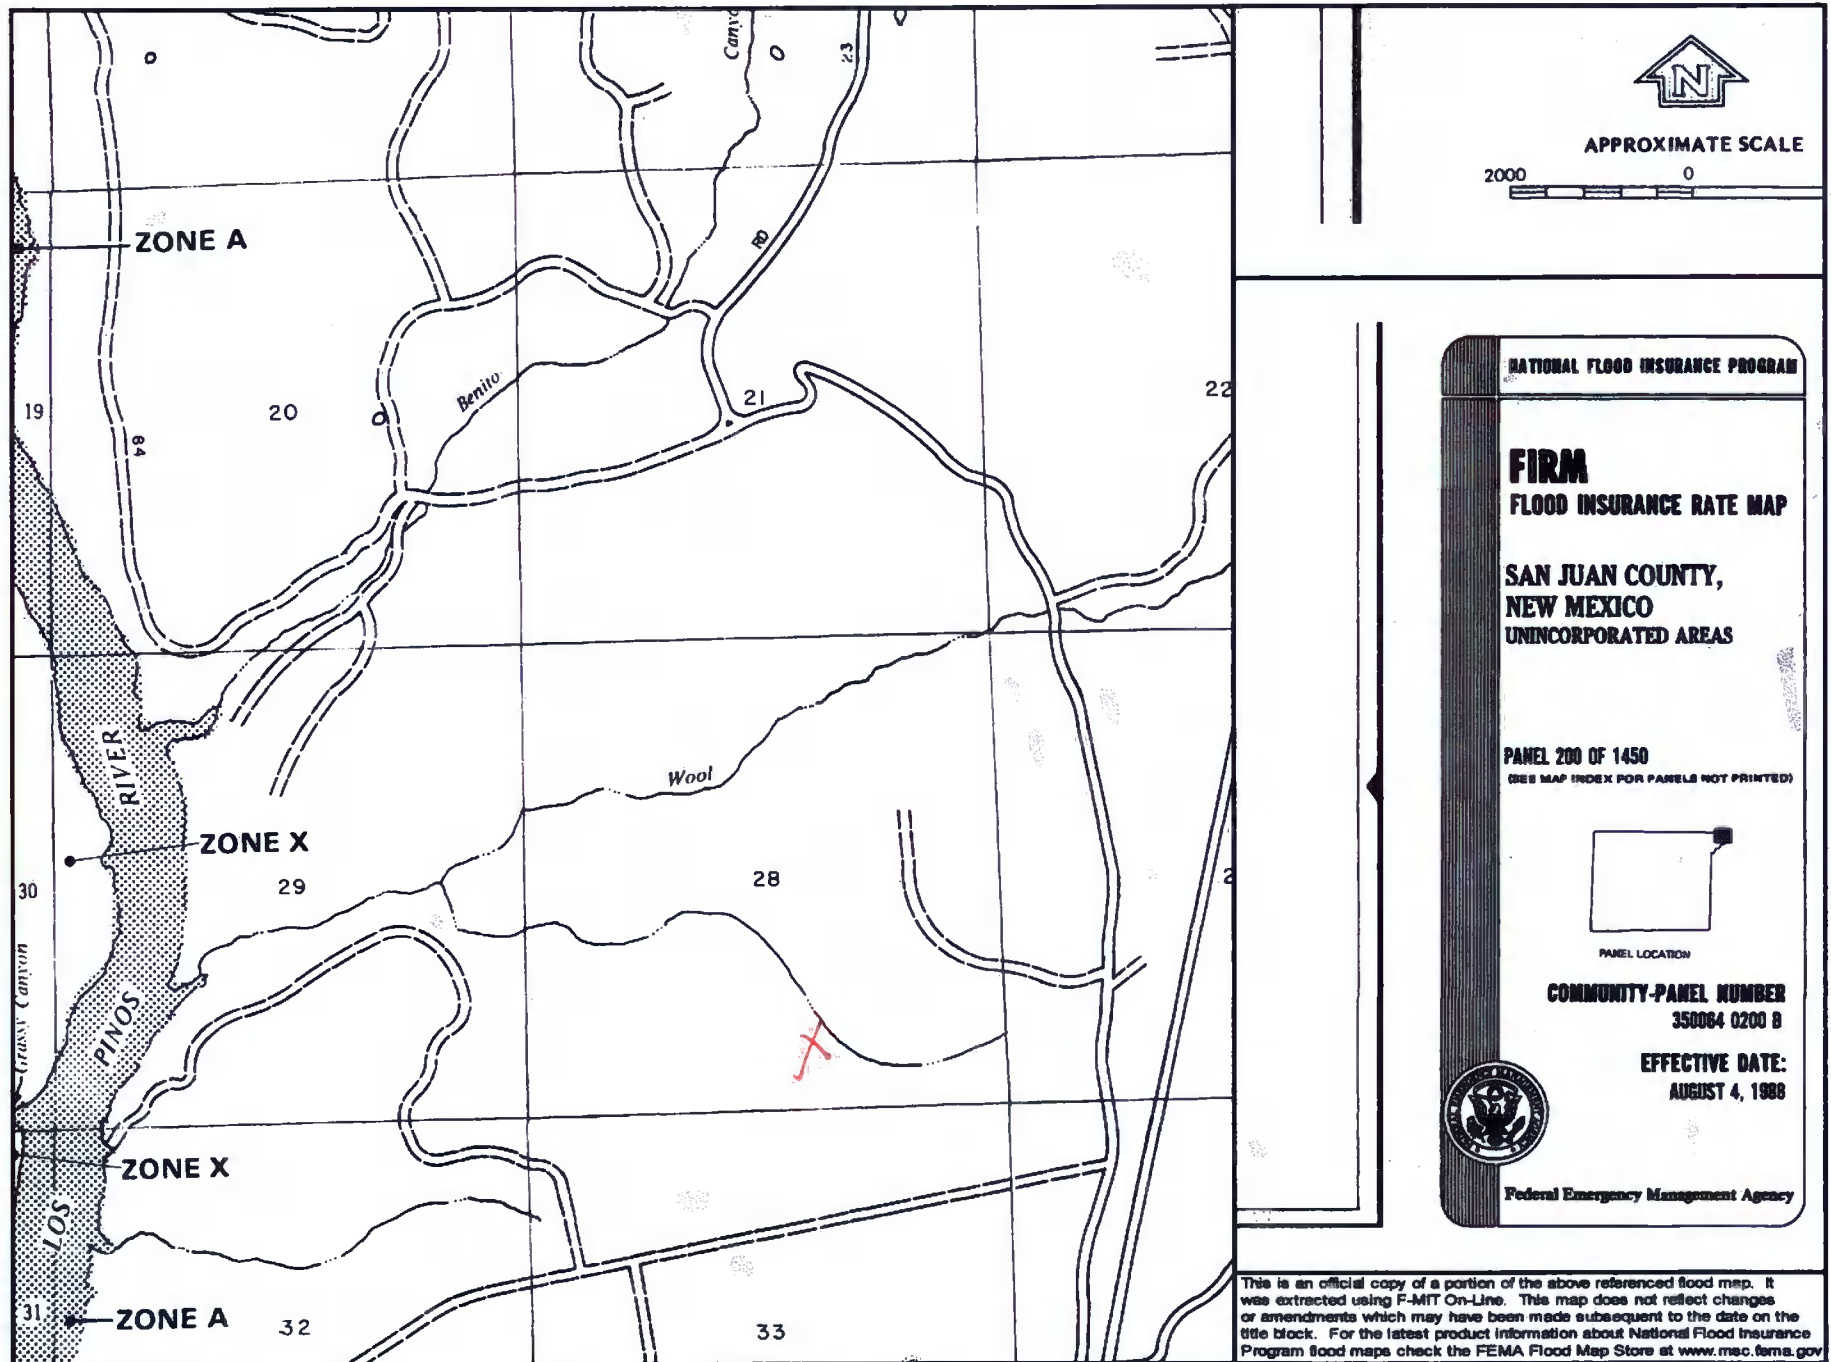 Canyo
23
N
APPROXIMATE SCALE
2000 0
ZONE A
RD
NATIONAL FLOOD INSURANCE PROGRAM
Benito
19
20
21
22
84
FIRM
FLOOD INSURANCE RATE MAP
SAN JUAN COUNTY,
NEW MEXICO
UNINCORPORATED AREAS
RIVER
Wool
PANEL 200 OF 1450
(SEE MAP INDEX FOR PANELS NOT PRINTED)
ZONE X
30
29
28
2
PANEL LOCATION
Grassy Canyon
PINOS
COMMUNITY-PANEL NUMBER
350064 0200 B
EFFECTIVE DATE:
AUGUST 4, 1988
X
ZONE X
LOS
Federal Emergency Management Agency
31
ZONE A
32
33
This is an official copy of a portion of the above referenced flood map. It
was extracted using F-MIT On-Line. This map does not reflect changes
or amendments which may have been made subsequent to the date on the
title block. For the latest product information about National Flood Insurance
Program flood maps check the FEMA Flood Map Store at www.msc.fema.gov